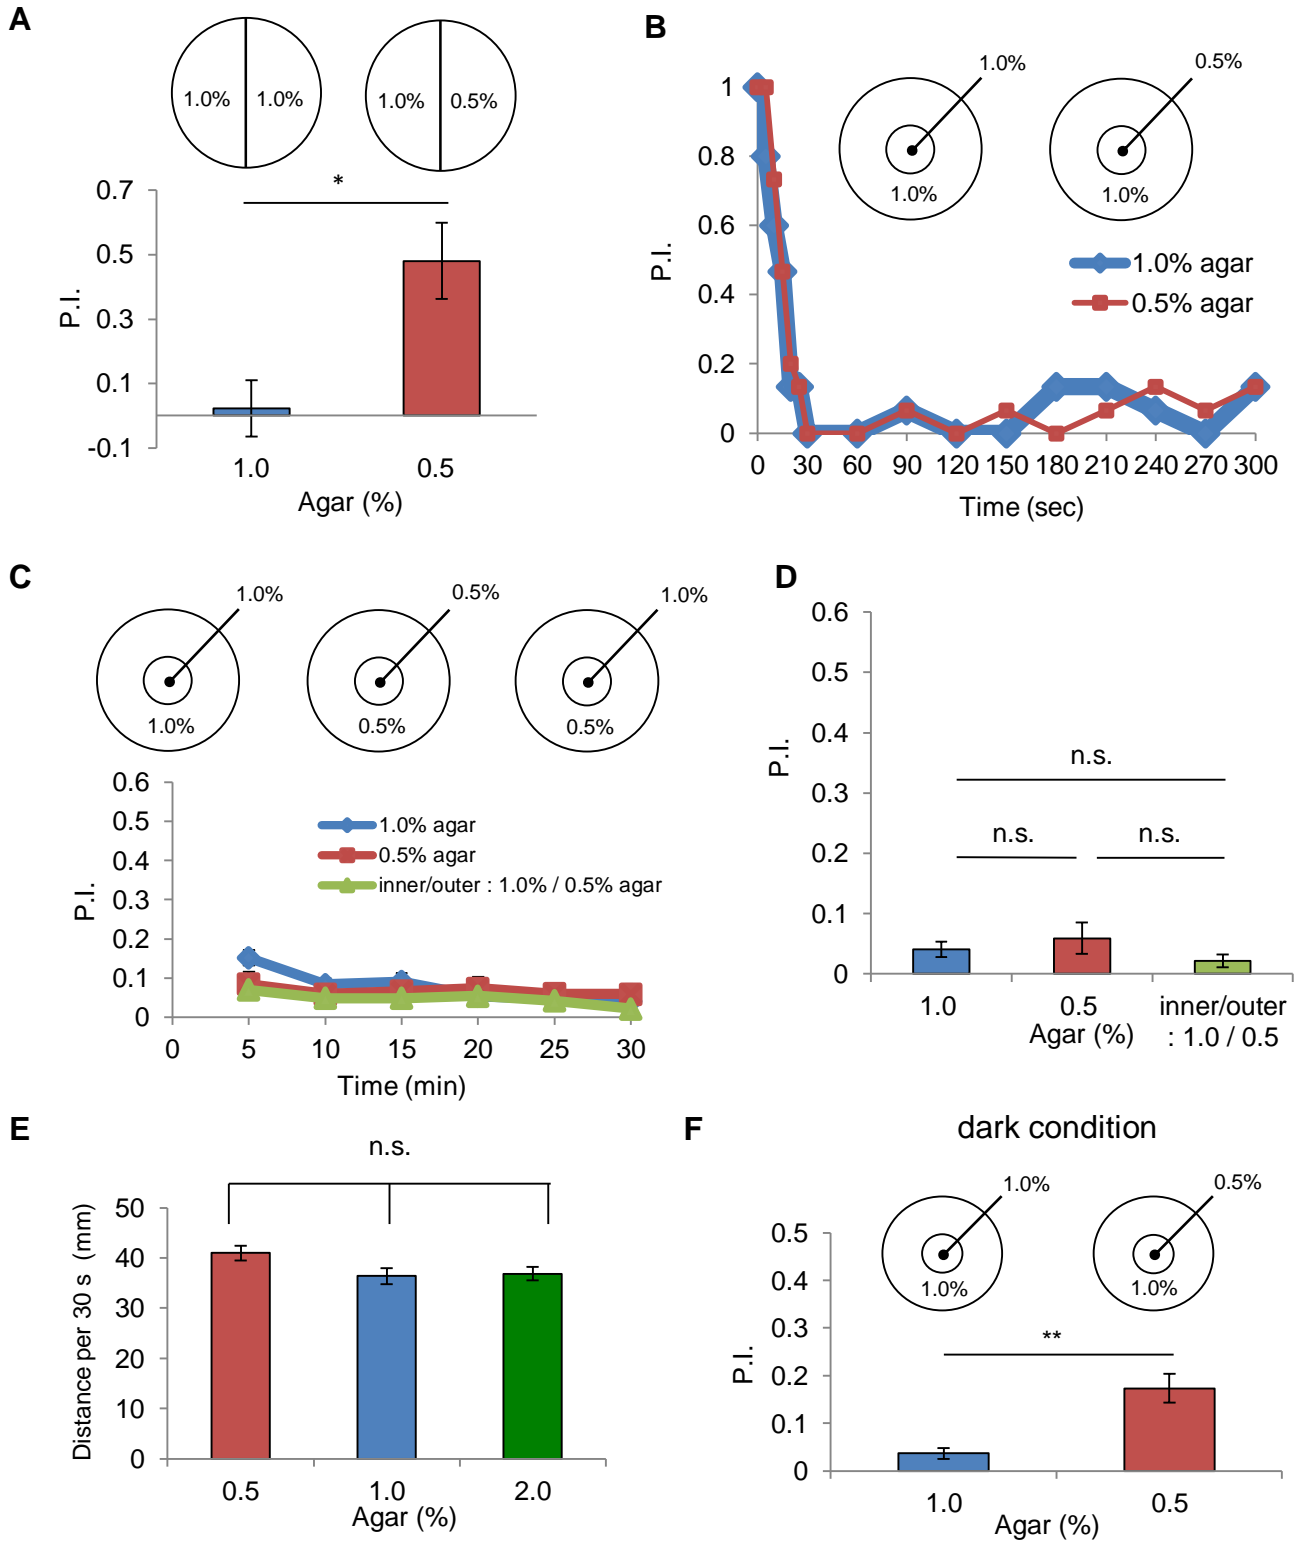 A
1.0% 1.0%
1.0% 0.5%
*
0.7
0.5
0.3
0.1
-0.1
P.I.
1.0 0.5
Agar (%)
B
1.0%
1.0%
0.5%
1.0%
1.0% agar
0.5% agar
1
0.8
0.6
0.4
0.2
0
P.I.
0 30 60 90 120 150 180 210 240 270 300
Time (sec)
C
1.0%
1.0%
0.5%
0.5%
1.0%
0.5%
0.6
0.5
0.4
0.3
0.2
0.1
0
P.I.
1.0% agar
0.5% agar
inner/outer : 1.0% / 0.5% agar
0 5 10 15 20 25 30
Time (min)
D
0.6
0.5
0.4
0.3
0.2
0.1
0
P.I.
n.s.
n.s. n.s.
1.0 0.5 inner/outer
: 1.0 / 0.5
Agar (%)
E
n.s.
50
40
30
20
10
0
Distance per 30 s (mm)
0.5 1.0 2.0
Agar (%)
F
dark condition
1.0%
1.0%
0.5%
1.0%
**
0.5
0.4
0.3
0.2
0.1
0
P.I.
1.0 0.5
Agar (%)